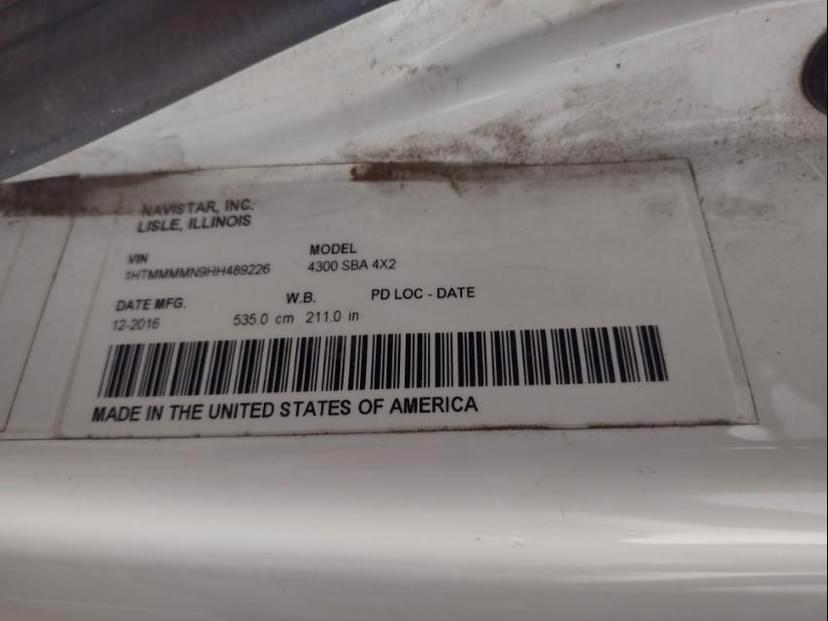 NAVISTAR, INC.
LISLE, ILLINOIS
VIN MODEL
1HTMMMMN9HH489226 4300 SBA 4X2
DATE MFG. W.B. PD LOC - DATE
12-2016 535.0 cm 211.0 in
MADE IN THE UNITED STATES OF AMERICA